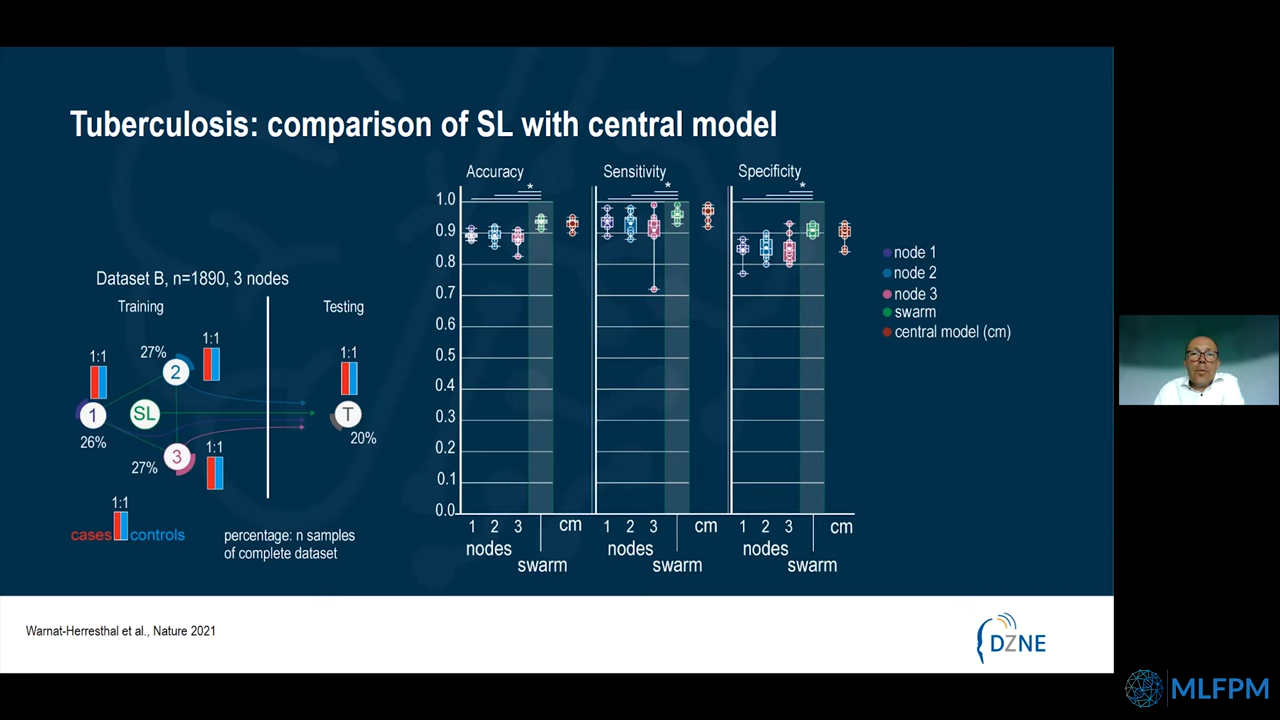 Tuberculosis: comparison of SL with central model
Dataset B, n=1890, 3 nodes
Training
Testing
1:1
27%
2
1:1
1:1
1
SL
T
26%
20%
3
27%
1:1
1:1
cases
controls
percentage: n samples
of complete dataset
Accuracy
Sensitivity
Specificity
*
*
*
1.0
0.9
0.8
0.7
0.6
0.5
0.4
0.3
0.2
0.1
0.0
1 2 3 cm
nodes
swarm
1 2 3 cm
nodes
swarm
1 2 3 cm
nodes
swarm
node 1
node 2
node 3
swarm
central model (cm)
Warnat-Herresthal et al., Nature 2021
DZNE
MLFPM